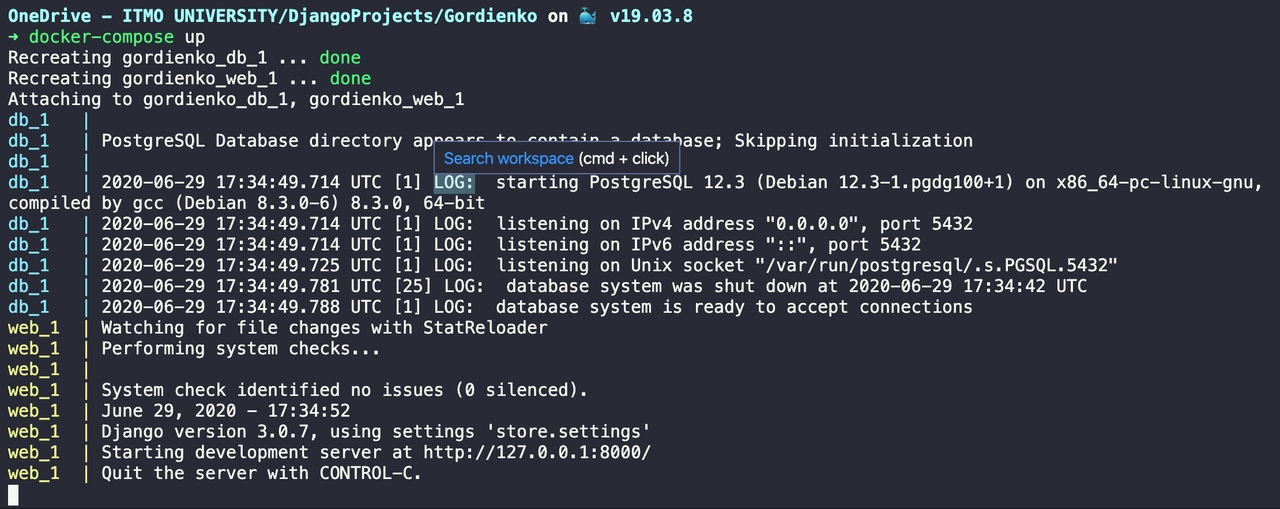 OneDrive – ITMO UNIVERSITY/DjangoProjects/Gordienko on 🐳 v19.03.8
→ docker-compose up
Recreating gordienko_db_1 ... done
Recreating gordienko_web_1 ... done
Attaching to gordienko_db_1, gordienko_web_1
db_1   |
db_1   | PostgreSQL Database directory appears to contain a database; Skipping initialization
Search workspace (cmd + click)
db_1   |
db_1   | 2020-06-29 17:34:49.714 UTC [1] LOG:  starting PostgreSQL 12.3 (Debian 12.3-1.pgdg100+1) on x86_64-pc-linux-gnu,
compiled by gcc (Debian 8.3.0-6) 8.3.0, 64-bit
db_1   | 2020-06-29 17:34:49.714 UTC [1] LOG:  listening on IPv4 address "0.0.0.0", port 5432
db_1   | 2020-06-29 17:34:49.714 UTC [1] LOG:  listening on IPv6 address "::", port 5432
db_1   | 2020-06-29 17:34:49.725 UTC [1] LOG:  listening on Unix socket "/var/run/postgresql/.s.PGSQL.5432"
db_1   | 2020-06-29 17:34:49.781 UTC [25] LOG:  database system was shut down at 2020-06-29 17:34:42 UTC
db_1   | 2020-06-29 17:34:49.788 UTC [1] LOG:  database system is ready to accept connections
web_1  | Watching for file changes with StatReloader
web_1  | Performing system checks...
web_1  |
web_1  | System check identified no issues (0 silenced).
web_1  | June 29, 2020 - 17:34:52
web_1  | Django version 3.0.7, using settings 'store.settings'
web_1  | Starting development server at http://127.0.0.1:8000/
web_1  | Quit the server with CONTROL-C.